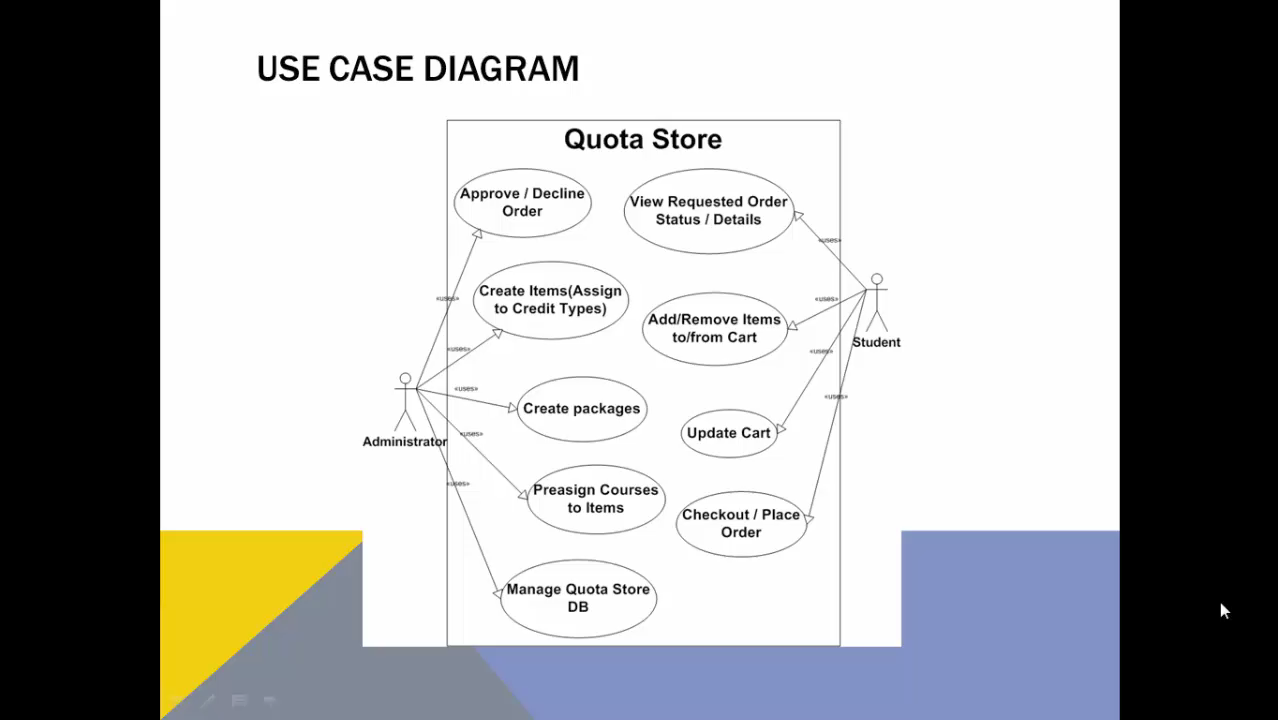 USE CASE DIAGRAM
Quota Store
Approve / Decline
Order
View Requested Order
Status / Details
«uses»
Create Items(Assign
to Credit Types)
«uses»
«uses»
Add/Remove Items
to/from Cart
Student
«uses»
«uses»
Administrator
«uses»
Create packages
«uses»
«uses»
Update Cart
«uses»
Preasign Courses
to Items
Checkout / Place
Order
Manage Quota Store
DB